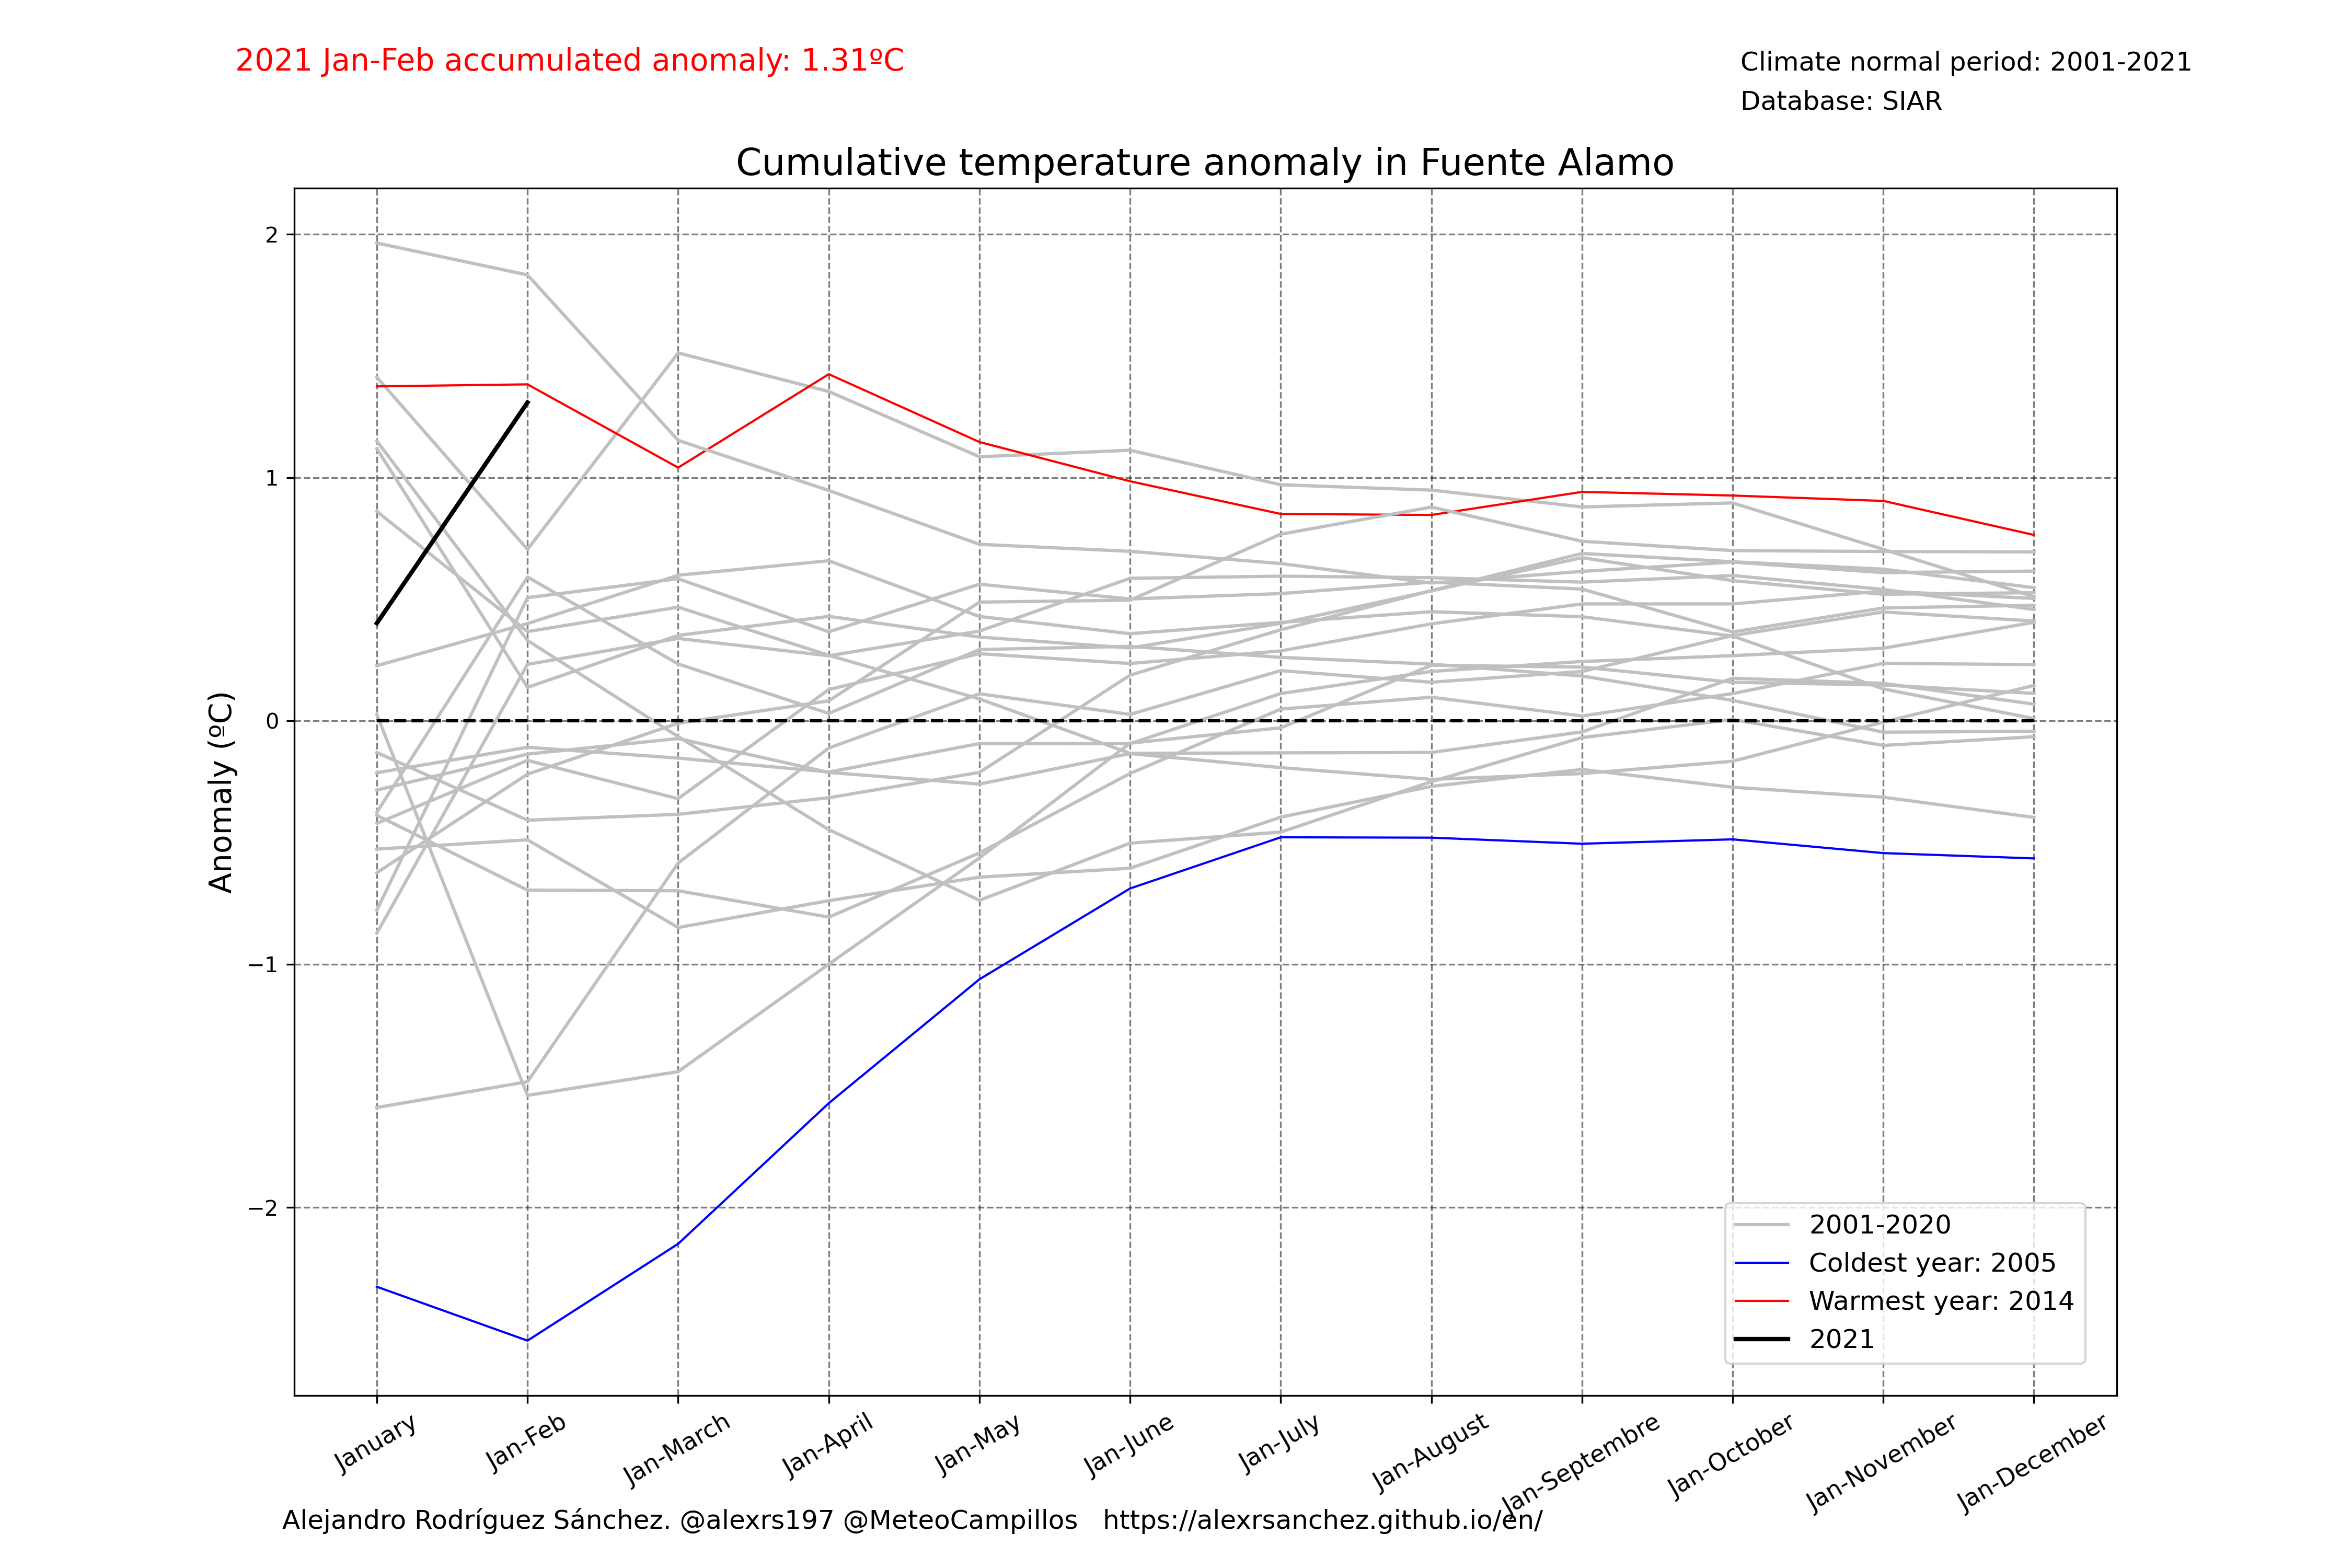 2021 Jan-Feb accumulated anomaly: 1.31ºC
Climate normal period: 2001-2021
Database: SIAR
Cumulative temperature anomaly in Fuente Alamo
Anomaly (ºC)
2
1
0
−1
−2
2001-2020
Coldest year: 2005
Warmest year: 2014
2021
January
Jan-Feb
Jan-March
Jan-April
Jan-May
Jan-June
Jan-July
Jan-August
Jan-Septembre
Jan-October
Jan-November
Jan-December
Alejandro Rodríguez Sánchez. @alexrs197 @MeteoCampillos   https://alexrsanchez.github.io/en/